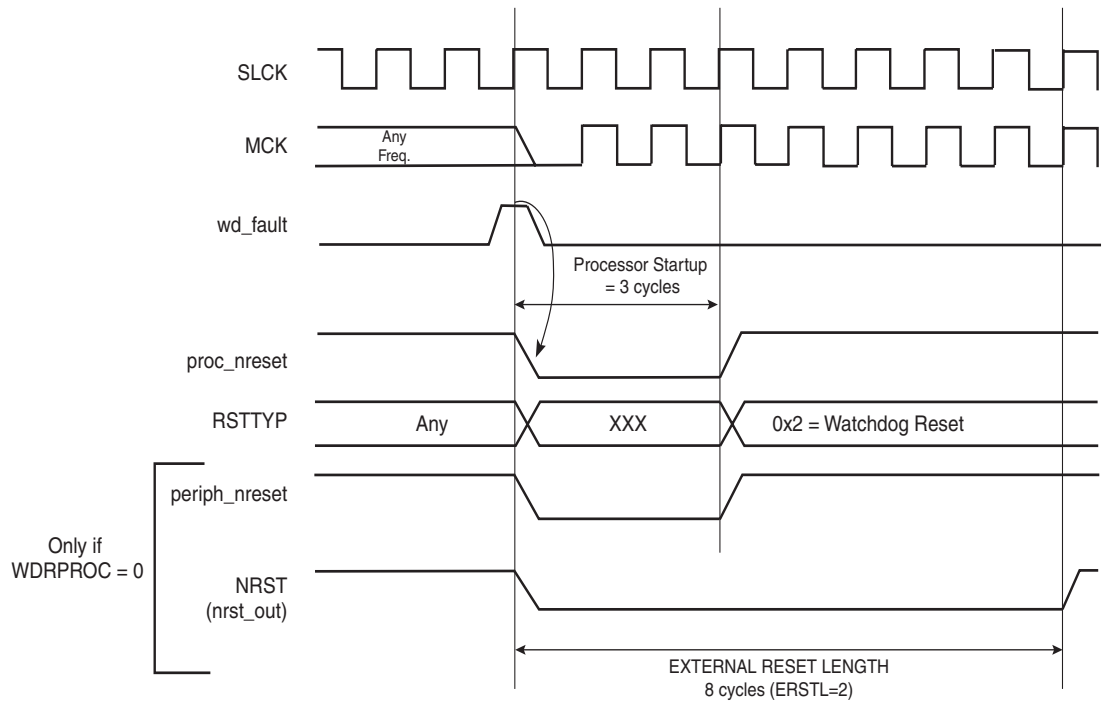 SLCK
MCK
Any
Freq.
wd_fault
Processor Startup
= 3 cycles
proc_nreset
RSTTYP
Any
XXX
0x2 = Watchdog Reset
periph_nreset
Only if
WDRPROC = 0
NRST
(nrst_out)
EXTERNAL RESET LENGTH
8 cycles (ERSTL=2)